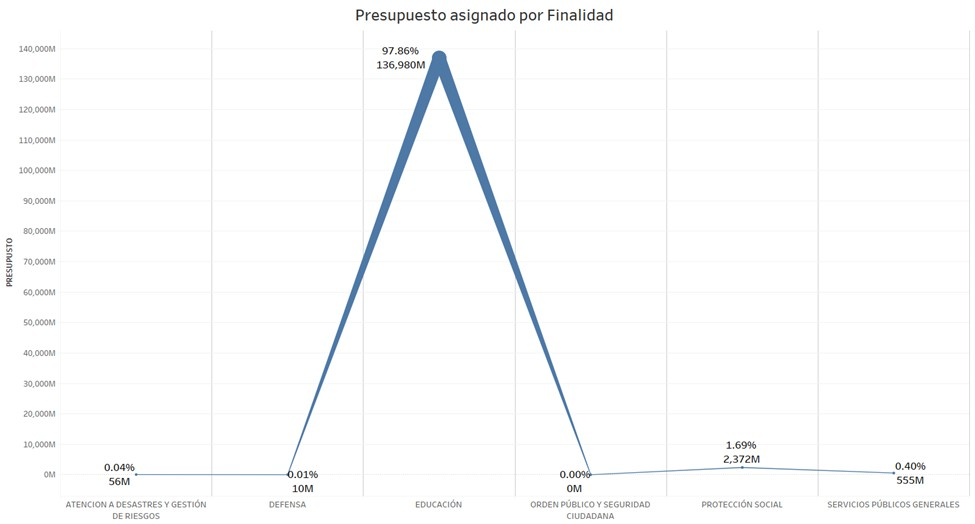 Presupuesto asignado por Finalidad
140,000M
130,000M
120,000M
110,000M
100,000M
90,000M
80,000M
70,000M
60,000M
50,000M
40,000M
30,000M
20,000M
10,000M
0M
PRESUPUSTO
0.04%
56M
0.01%
10M
97.86%
136,980M
0.00%
0M
1.69%
2,372M
0.40%
555M
ATENCION A DESASTRES Y GESTIÓN
DE RIESGOS
DEFENSA
EDUCACIÓN
ORDEN PÚBLICO Y SEGURIDAD
CIUDADANA
PROTECCIÓN SOCIAL
SERVICIOS PÚBLICOS GENERALES